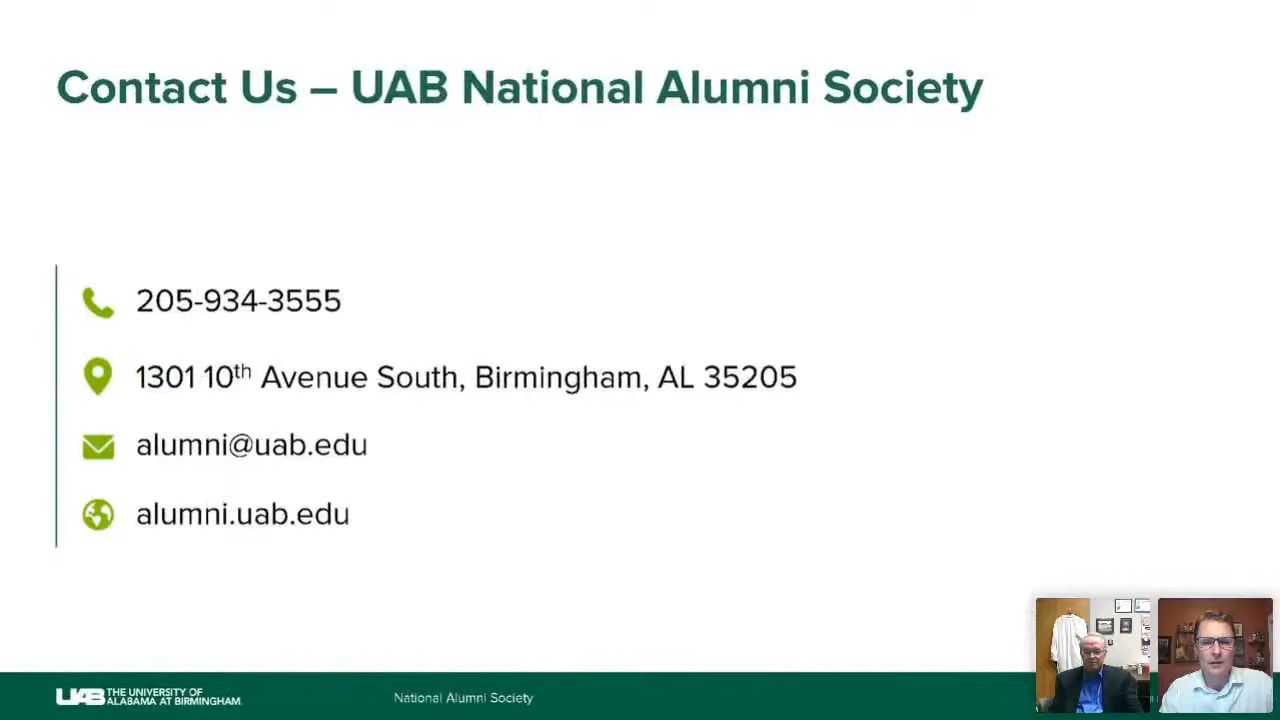 Contact Us – UAB National Alumni Society
205-934-3555
1301 10th Avenue South, Birmingham, AL 35205
alumni@uab.edu
alumni.uab.edu
UAB THE UNIVERSITY OF
ALABAMA AT BIRMINGHAM.
National Alumni Society